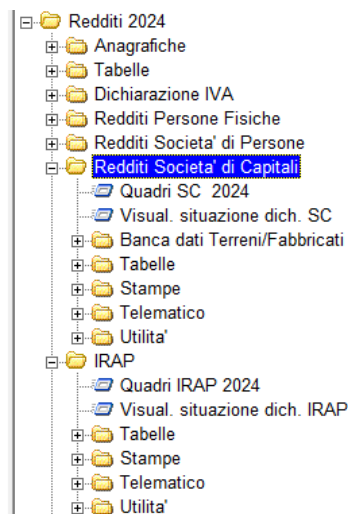 Redditi 2024
Anagrafiche
Tabelle
Dichiarazione IVA
Redditi Persone Fisiche
Redditi Societa' di Persone
Redditi Societa' di Capitali
Quadri SC 2024
Visual. situazione dich. SC
Banca dati Terreni/Fabbricati
Tabelle
Stampe
Telematico
Utilita'
IRAP
Quadri IRAP 2024
Visual. situazione dich. IRAP
Tabelle
Stampe
Telematico
Utilita'